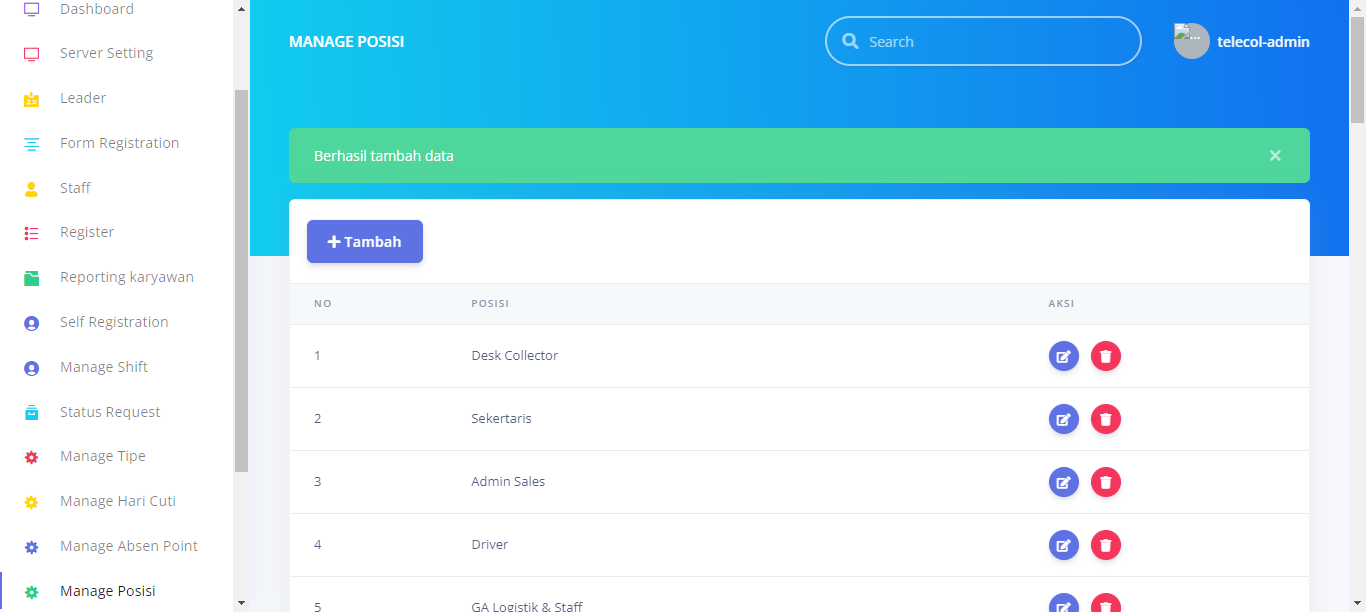 Dashboard
Server Setting
Leader
Form Registration
Staff
Register
Reporting karyawan
Self Registration
Manage Shift
Status Request
Manage Tipe
Manage Hari Cuti
Manage Absen Point
Manage Posisi
MANAGE POSISI
Search
...
telecol-admin
Berhasil tambah data
×
+ Tambah
NO POSISI AKSI
1 Desk Collector
2 Sekertaris
3 Admin Sales
4 Driver
5 GA Logistik & Staff